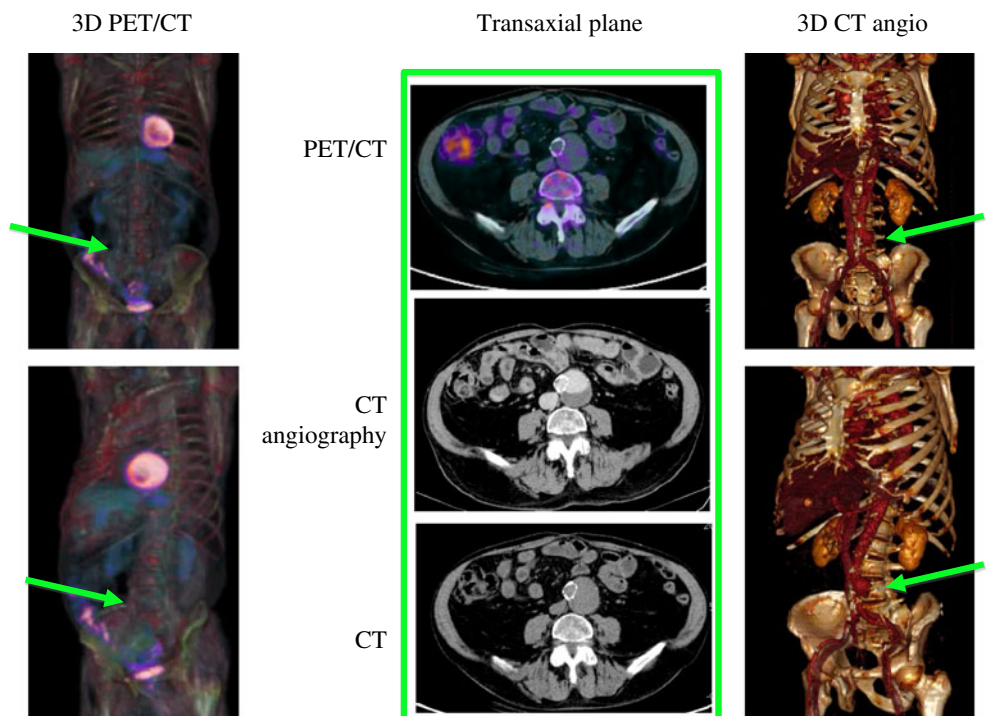 3D PET/CT
Transaxial plane
3D CT angio
PET/CT
CT
angiography
CT